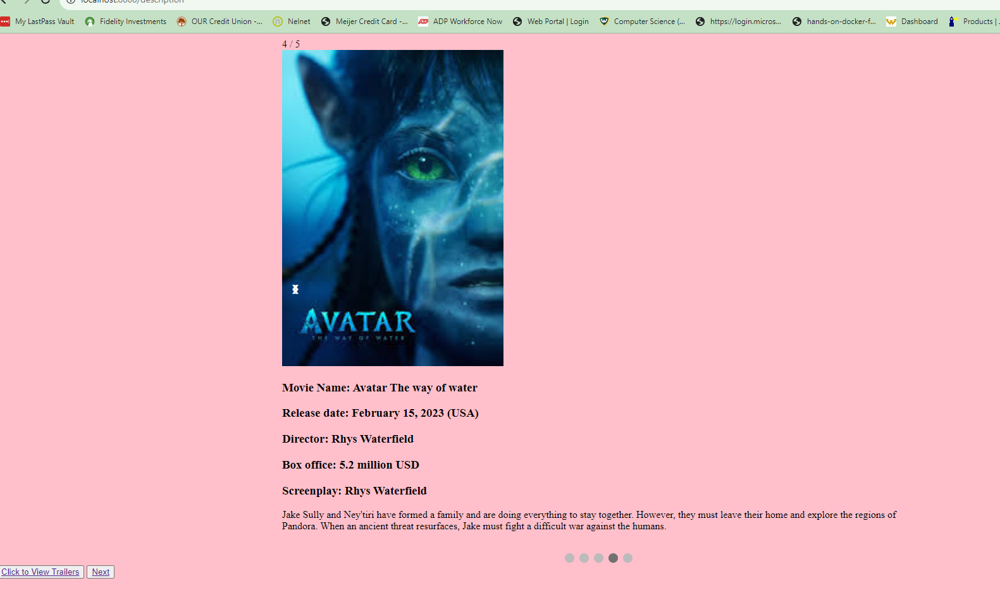 localhost:8000/description
My LastPass Vault Fidelity Investments OUR Credit Union -... Nelnet Meijer Credit Card -... ADP Workforce Now Web Portal | Login Computer Science (... https://login.micros... hands-on-docker-f... Dashboard Products |
4 / 5
AVATAR
THE WAY OF WATER
Movie Name: Avatar The way of water
Release date: February 15, 2023 (USA)
Director: Rhys Waterfield
Box office: 5.2 million USD
Screenplay: Rhys Waterfield
Jake Sully and Ney'tiri have formed a family and are doing everything to stay together. However, they must leave their home and explore the regions of
Pandora. When an ancient threat resurfaces, Jake must fight a difficult war against the humans.
Click to View Trailers Next